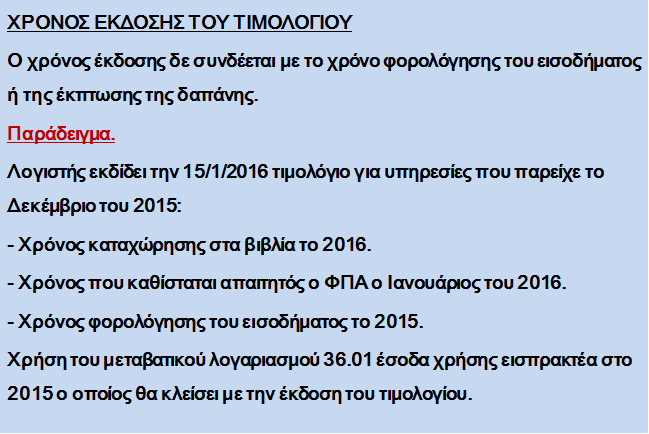 ΧΡΟΝΟΣ ΕΚΔΟΣΗΣ ΤΟΥ ΤΙΜΟΛΟΓΙΟΥ
Ο χρόνος έκδοσης δε συνδέεται με το χρόνο φορολόγησης του εισοδήματος
ή της έκπτωσης της δαπάνης.
Παράδειγμα.
Λογιστής εκδίδει την 15/1/2016 τιμολόγιο για υπηρεσίες που παρείχε το
Δεκέμβριο του 2015:
- Χρόνος καταχώρησης στα βιβλία το 2016.
- Χρόνος που καθίσταται απαιτητός ο ΦΠΑ ο Ιανουάριος του 2016.
- Χρόνος φορολόγησης του εισοδήματος το 2015.
Χρήση του μεταβατικού λογαριασμού 36.01 έσοδα χρήσης εισπρακτέα στο
2015 ο οποίος θα κλείσει με την έκδοση του τιμολογίου.